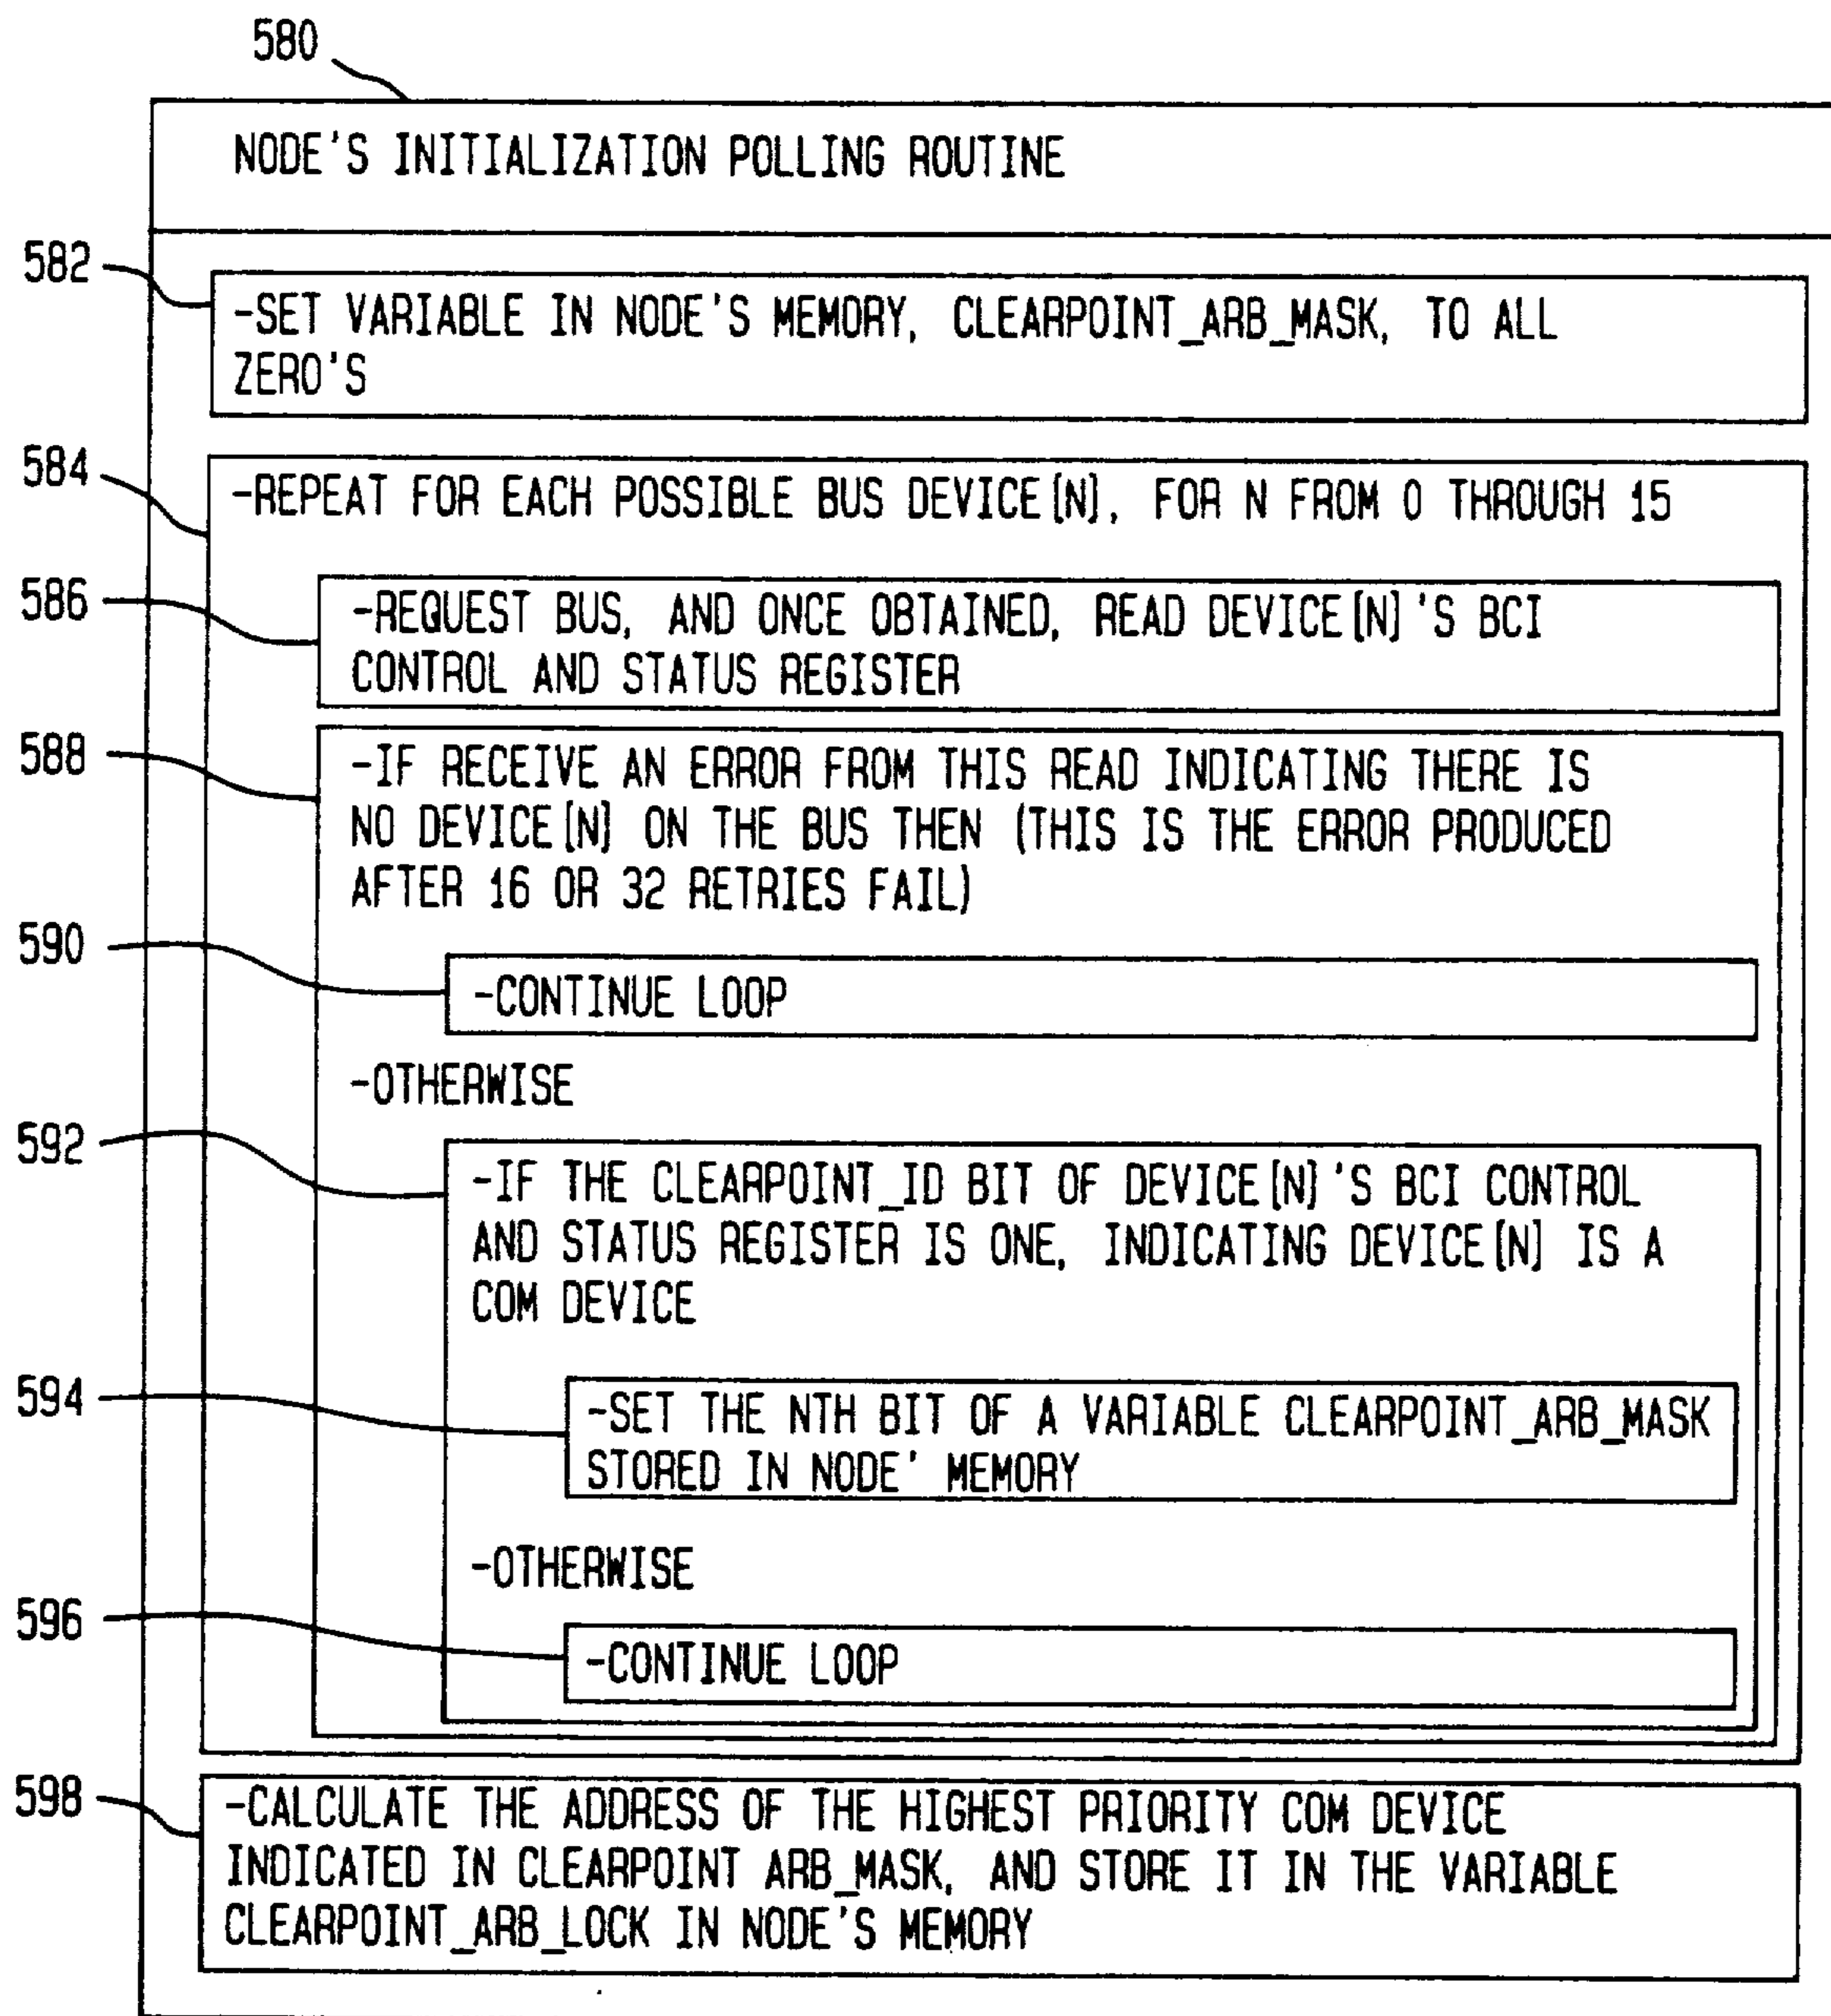 580
NODE'S INITIALIZATION POLLING ROUTINE
582
-SET VARIABLE IN NODE'S MEMORY, CLEARPOINT_ARB_MASK, TO ALL
ZERO'S
584
-REPEAT FOR EACH POSSIBLE BUS DEVICE[N], FOR N FROM 0 THROUGH 15
586
-REQUEST BUS, AND ONCE OBTAINED, READ DEVICE[N]'S BCI
CONTROL AND STATUS REGISTER
588
-IF RECEIVE AN ERROR FROM THIS READ INDICATING THERE IS
NO DEVICE[N] ON THE BUS THEN (THIS IS THE ERROR PRODUCED
AFTER 16 OR 32 RETRIES FAIL)
590
-CONTINUE LOOP
-OTHERWISE
592
-IF THE CLEARPOINT_ID BIT OF DEVICE[N]'S BCI CONTROL
AND STATUS REGISTER IS ONE, INDICATING DEVICE[N] IS A
COM DEVICE
594
-SET THE NTH BIT OF A VARIABLE CLEARPOINT_ARB_MASK
STORED IN NODE' MEMORY
-OTHERWISE
596
-CONTINUE LOOP
598
-CALCULATE THE ADDRESS OF THE HIGHEST PRIORITY COM DEVICE
INDICATED IN CLEARPOINT ARB_MASK, AND STORE IT IN THE VARIABLE
CLEARPOINT_ARB_LOCK IN NODE'S MEMORY